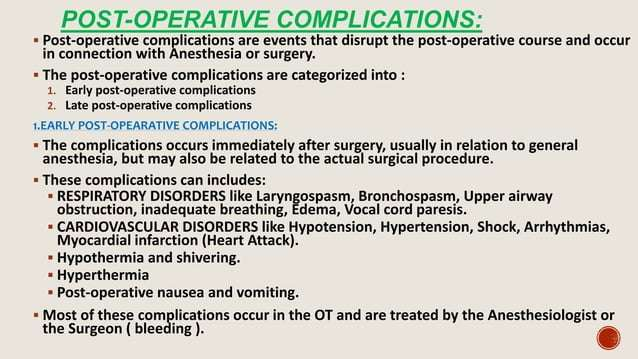 POST-OPERATIVE COMPLICATIONS:
▪ Post-operative complications are events that disrupt the post-operative course and occur
in connection with Anesthesia or surgery.
▪ The post-operative complications are categorized into :
1. Early post-operative complications
2. Late post-operative complications
1.EARLY POST-OPEARATIVE COMPLICATIONS:
▪ The complications occurs immediately after surgery, usually in relation to general
anesthesia, but may also be related to the actual surgical procedure.
▪ These complications can includes:
▪ RESPIRATORY DISORDERS like Laryngospasm, Bronchospasm, Upper airway
obstruction, inadequate breathing, Edema, Vocal cord paresis.
▪ CARDIOVASCULAR DISORDERS like Hypotension, Hypertension, Shock, Arrhythmias,
Myocardial infarction (Heart Attack).
▪ Hypothermia and shivering.
▪ Hyperthermia
▪ Post-operative nausea and vomiting.
▪ Most of these complications occur in the OT and are treated by the Anesthesiologist or
the Surgeon ( bleeding ).